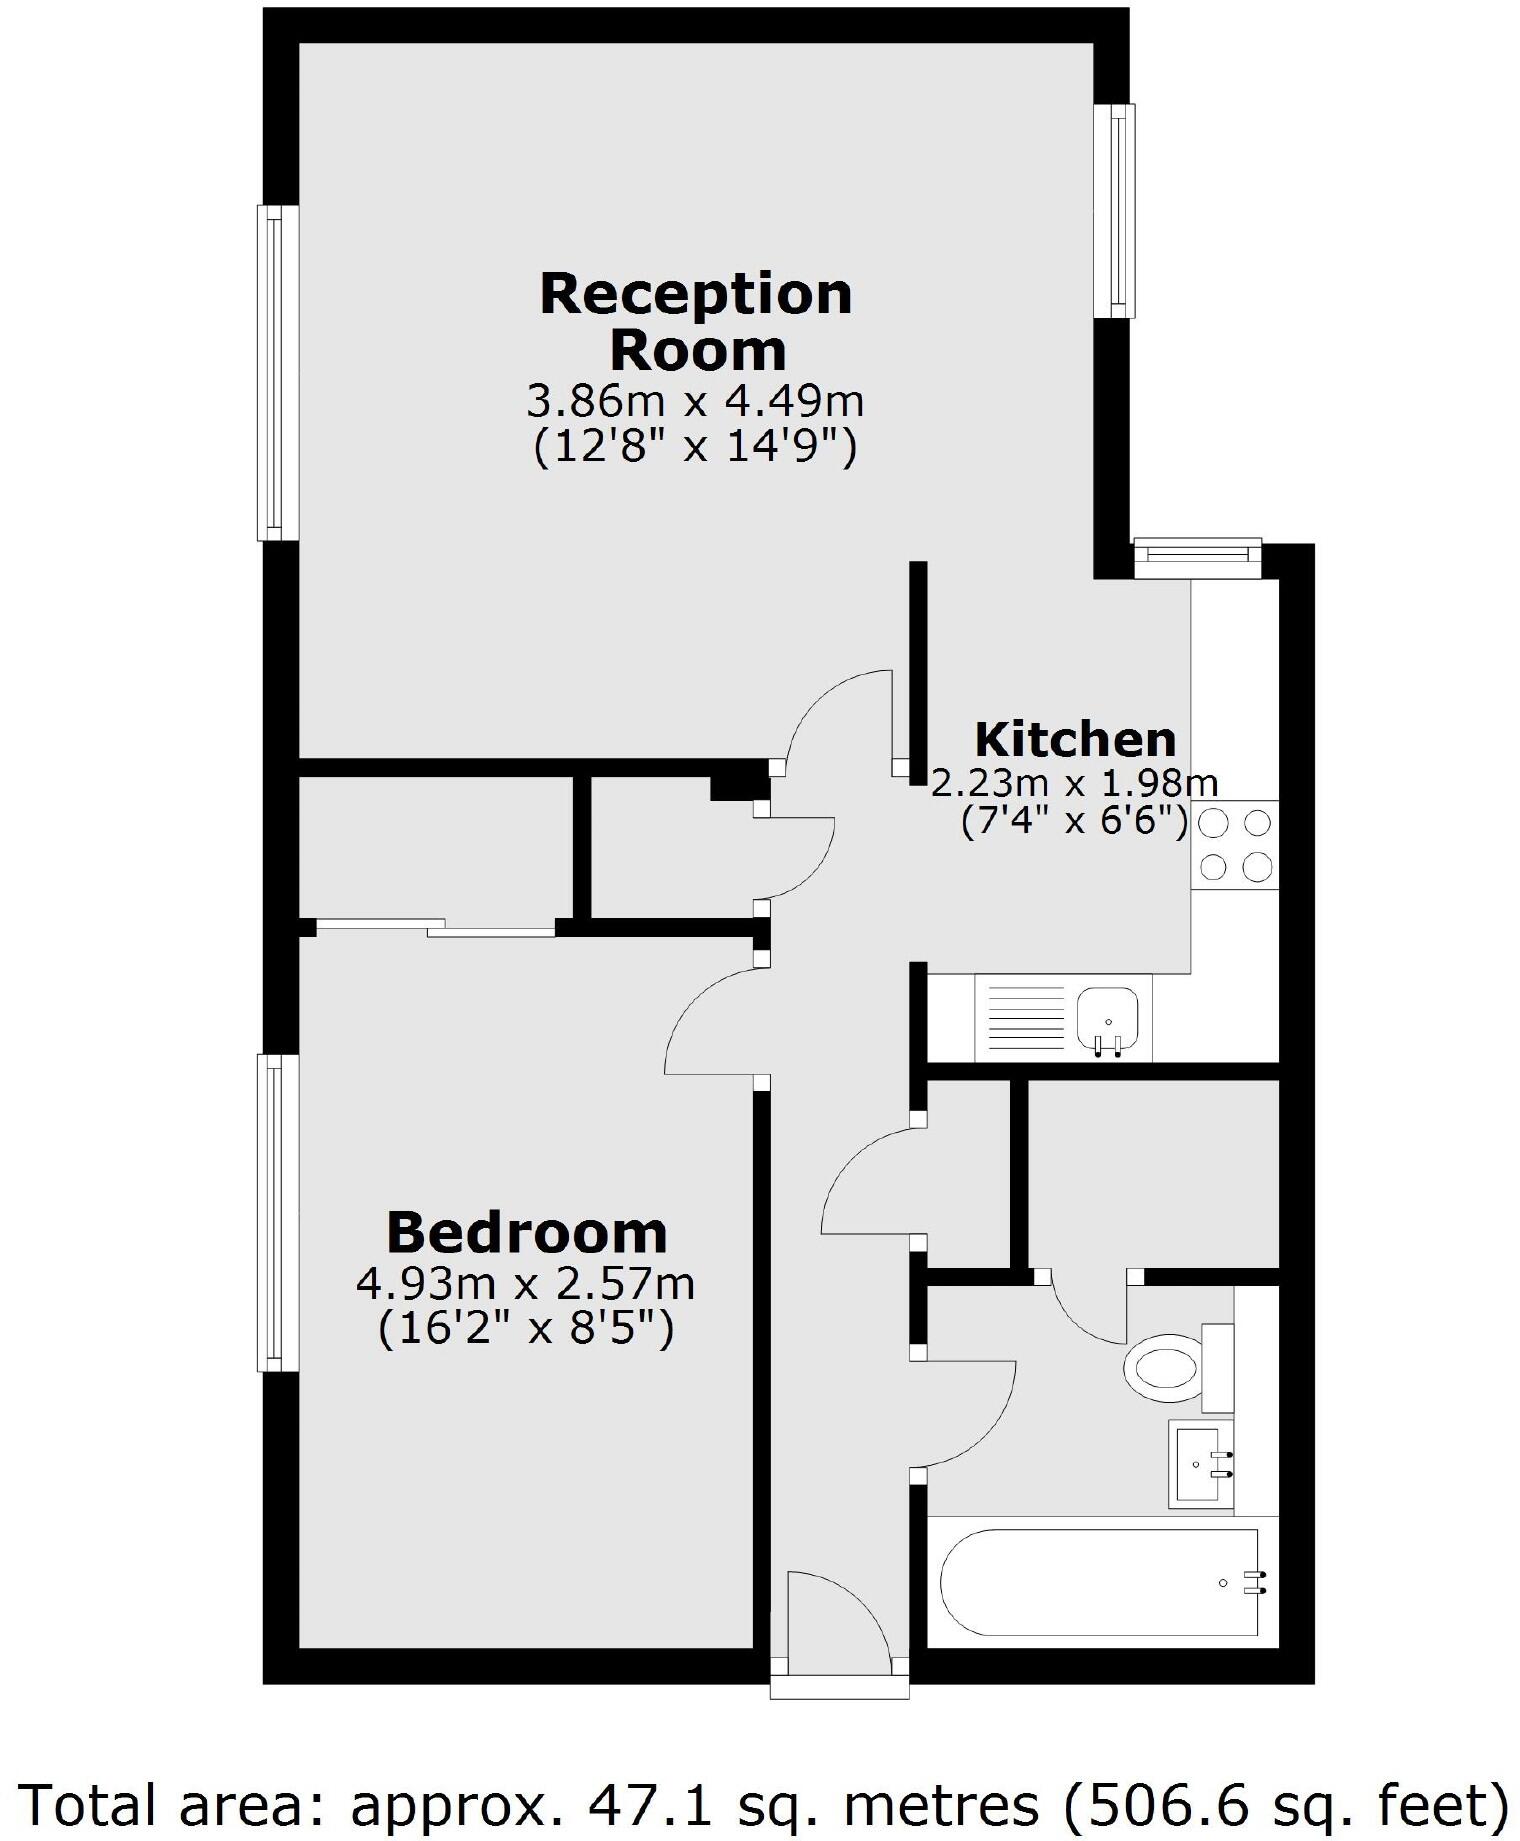 Reception
Room
3.86m x 4.49m
(12'8" x 14'9")
Kitchen
2.23m x 1.98m
(7'4" x 6'6")
Bedroom
4.93m x 2.57m
(16'2" x 8'5")
Total area: approx. 47.1 sq. metres (506.6 sq. feet)